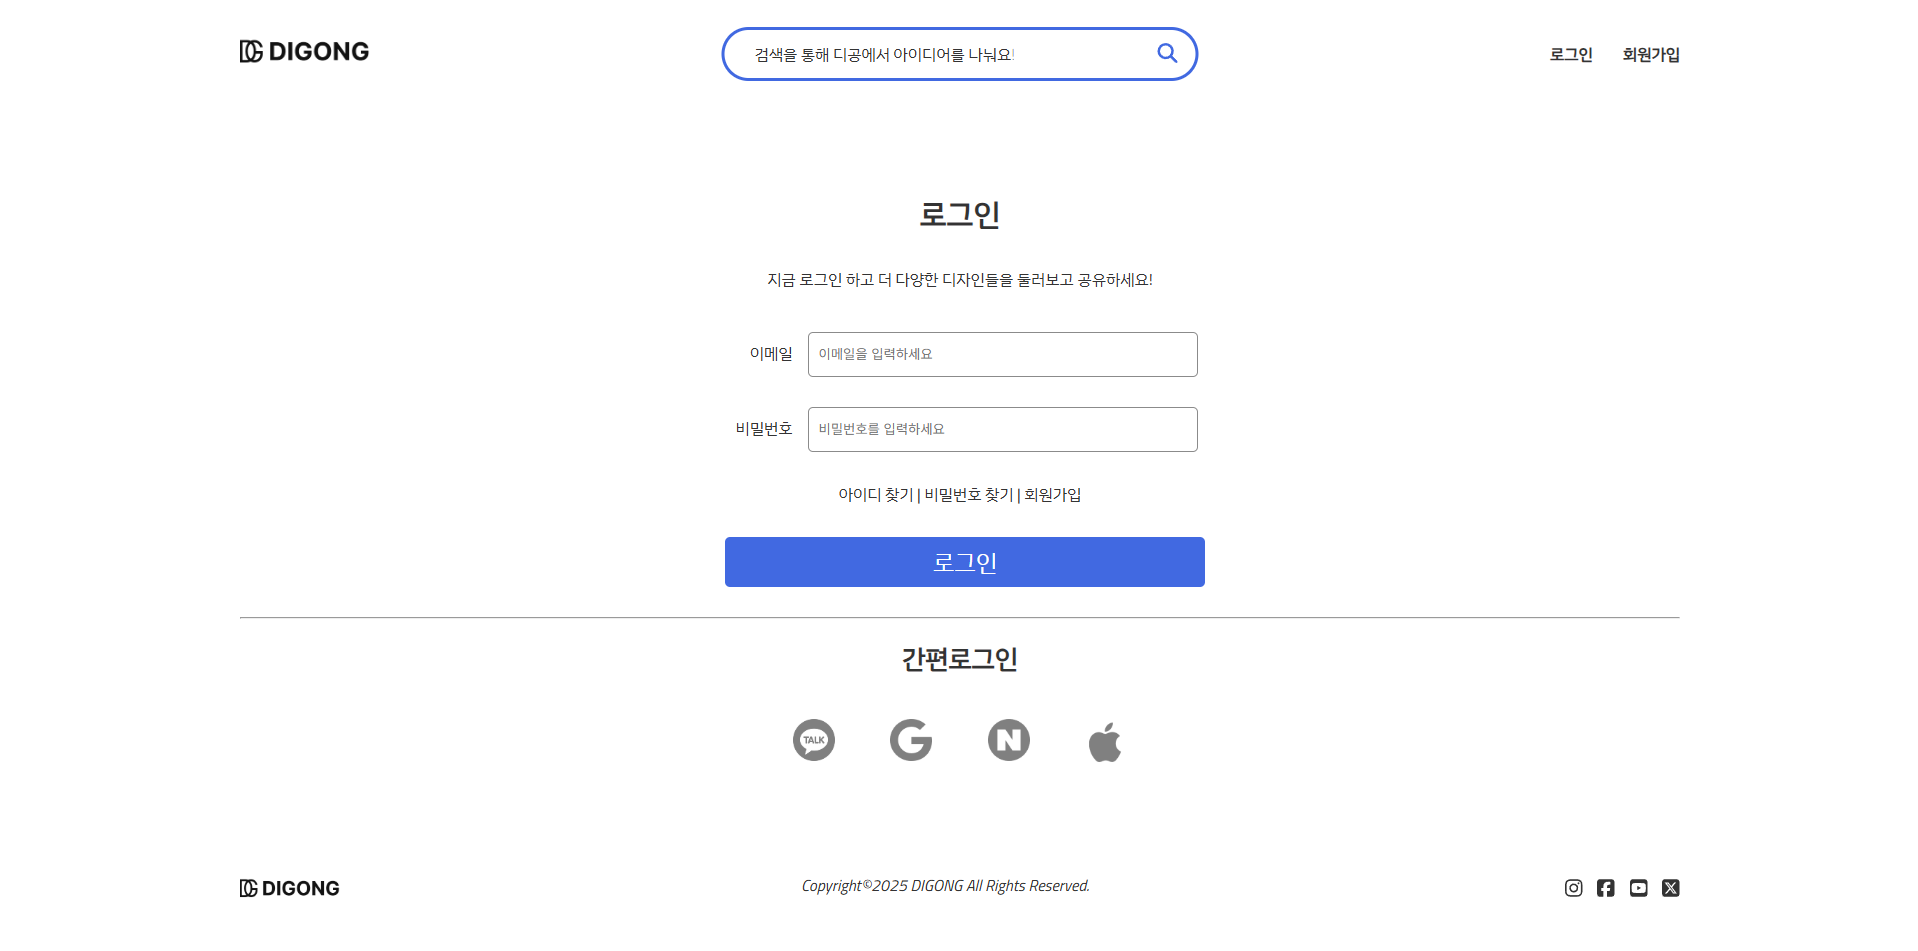 DIGONG
검색을 통해 디공에서 아이디어를 나눠요!
로그인 회원가입
로그인
지금 로그인 하고 더 다양한 디자인들을 둘러보고 공유하세요!
이메일 이메일을 입력하세요
비밀번호 비밀번호를 입력하세요
아이디 찾기 | 비밀번호 찾기 | 회원가입
로그인
간편로그인
TALK
DIGONG
Copyright©2025 DIGONG All Rights Reserved.